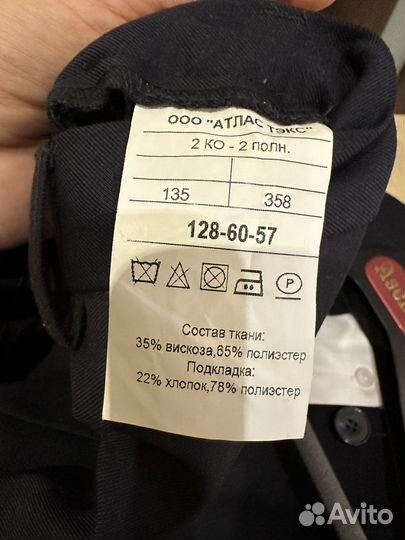 ООО "АТЛАС ТЭКС"
2 КО - 2 ПОЛН.
135 358
128-60-57
P
Состав ткани:
35% вискоза,65% полиэстер
Подкладка:
22% хлопок,78% полиэстер
Avito